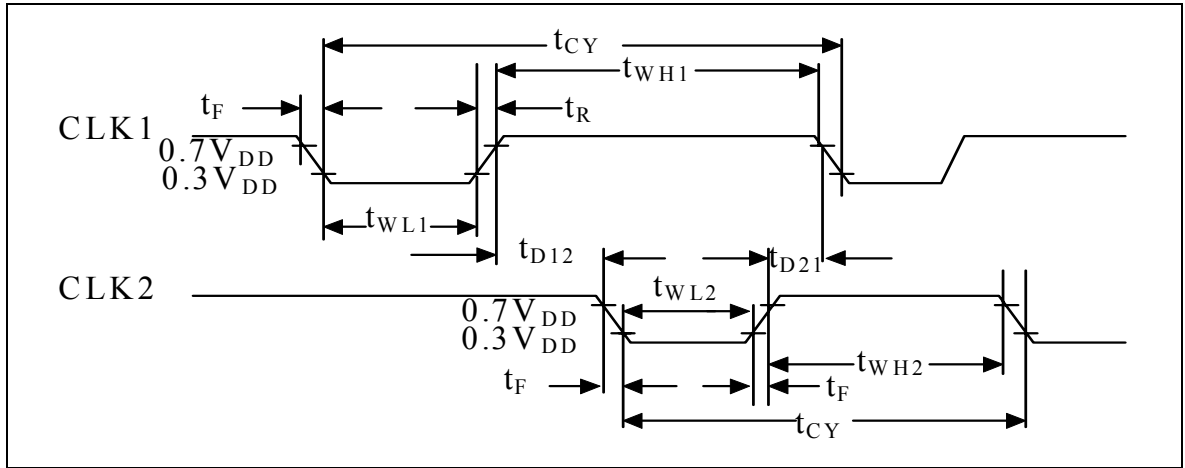 tCY
tWH1
tF
tR
CLK1
0.7VDD
0.3VDD
tWL1
tD12
tD21
CLK2
tWL2
0.7VDD
0.3VDD
tWH2
tF
tF
tCY